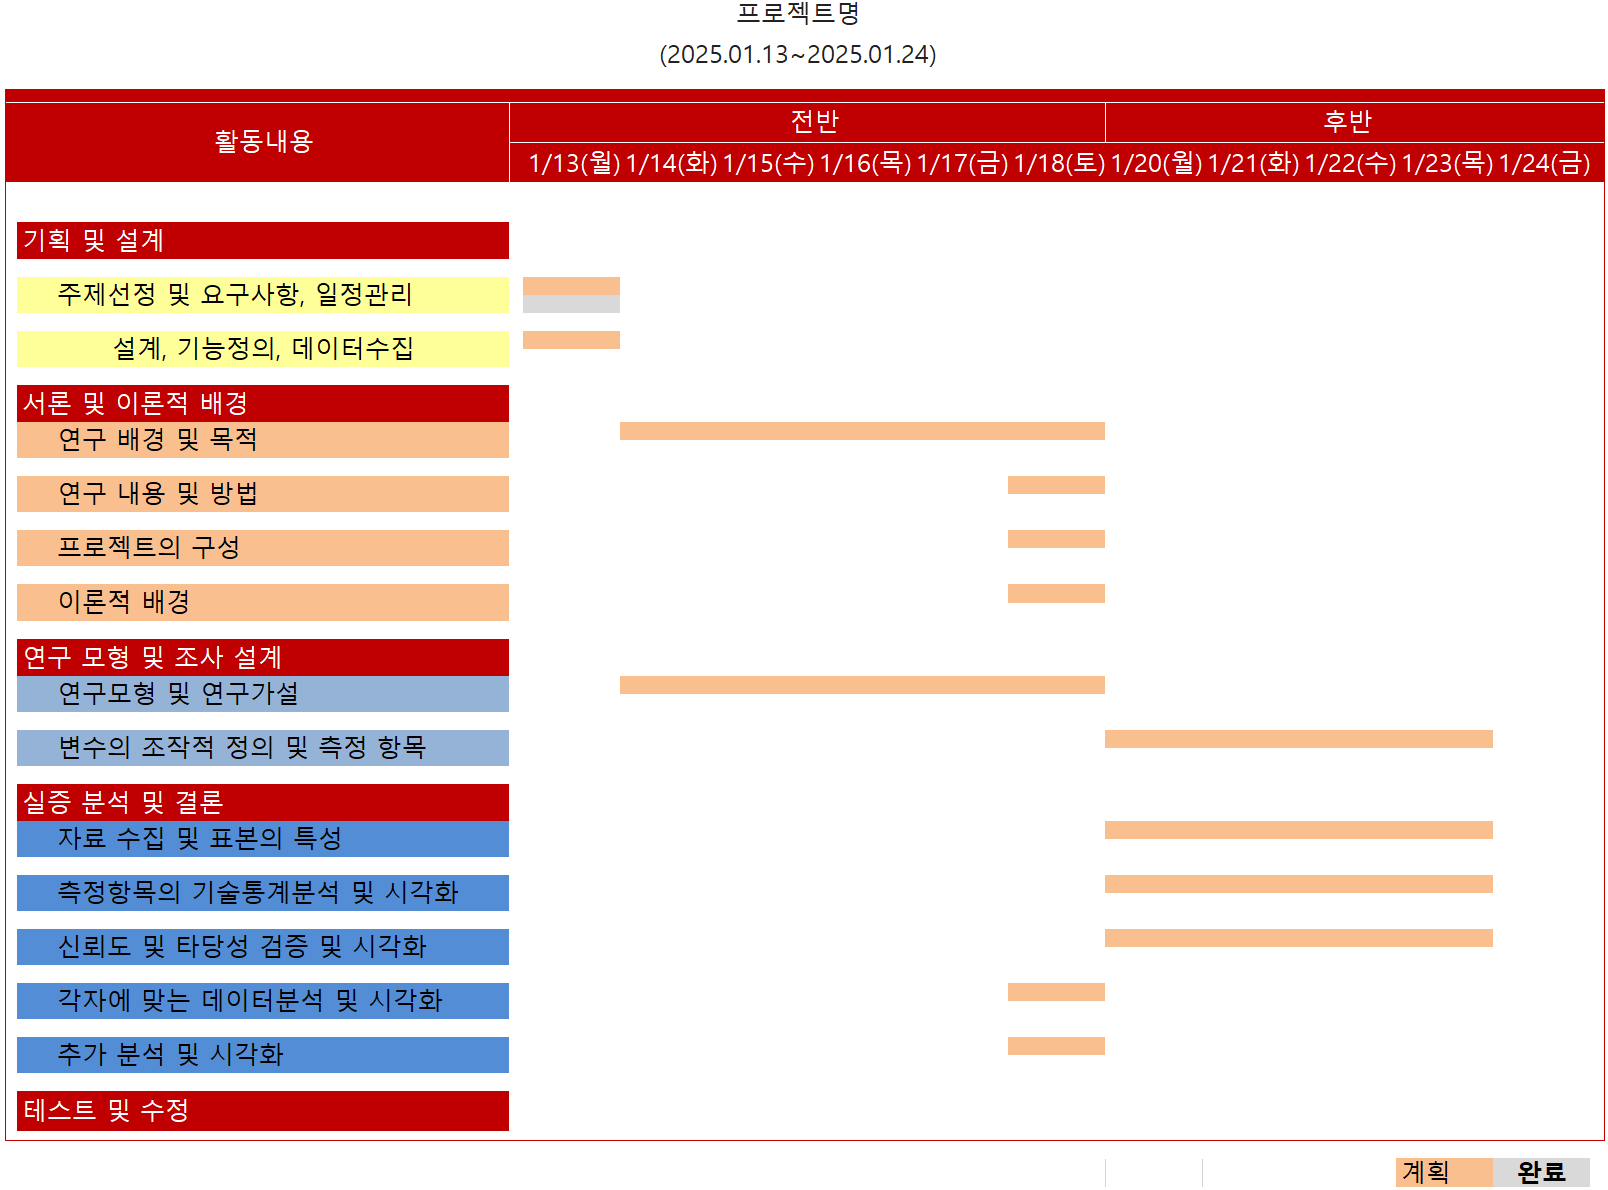 프로젝트명
(2025.01.13~2025.01.24)
활동내용
전반
후반
1/13(월) 1/14(화) 1/15(수) 1/16(목) 1/17(금) 1/18(토) 1/20(월) 1/21(화) 1/22(수) 1/23(목) 1/24(금)
기획 및 설계
주제선정 및 요구사항, 일정관리
설계, 기능정의, 데이터수집
서론 및 이론적 배경
연구 배경 및 목적
연구 내용 및 방법
프로젝트의 구성
이론적 배경
연구 모형 및 조사 설계
연구모형 및 연구가설
변수의 조작적 정의 및 측정 항목
실증 분석 및 결론
자료 수집 및 표본의 특성
측정항목의 기술통계분석 및 시각화
신뢰도 및 타당성 검증 및 시각화
각자에 맞는 데이터분석 및 시각화
추가 분석 및 시각화
테스트 및 수정
계획
완료